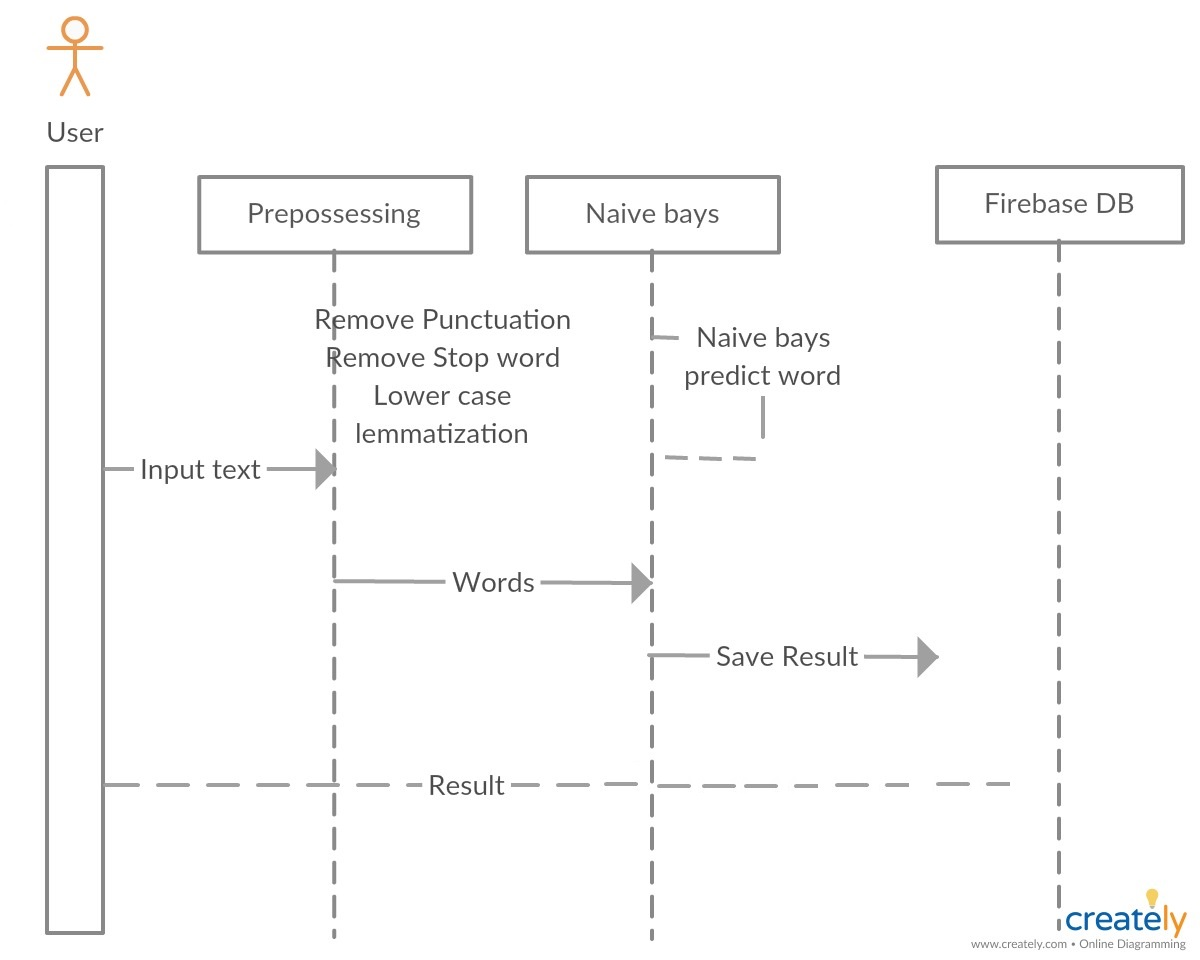 User
Prepossessing
Naive bays
Firebase DB
Remove Punctuation
Remove Stop word
Lower case
lemmatization
Naive bays
predict word
Input text
Words
Save Result
Result
creately
www.creately.com • Online Diagramming